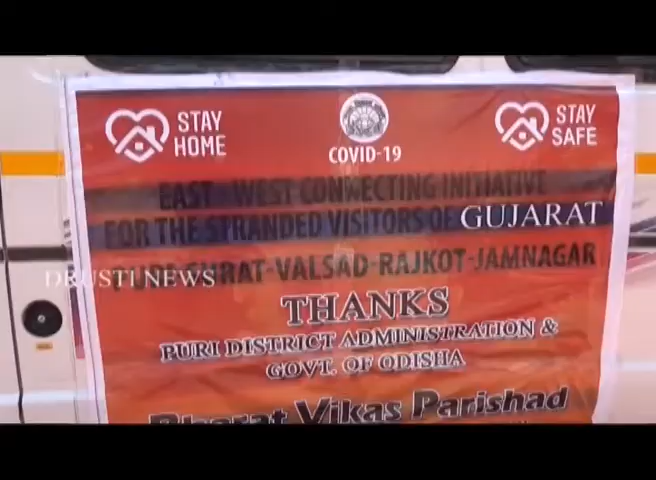 STAY HOME
COVID-19
STAY SAFE
EAST WEST CONNECTING INITIATIVE
FOR THE STRANDED VISITORS OF GUJARAT
PURI-SURAT-VALSAD-RAJKOT-JAMNAGAR
DRUSTI NEWS
THANKS
PURI DISTRICT ADMINISTRATION &
GOVT. OF ODISHA
Bharat Vikas Parishad